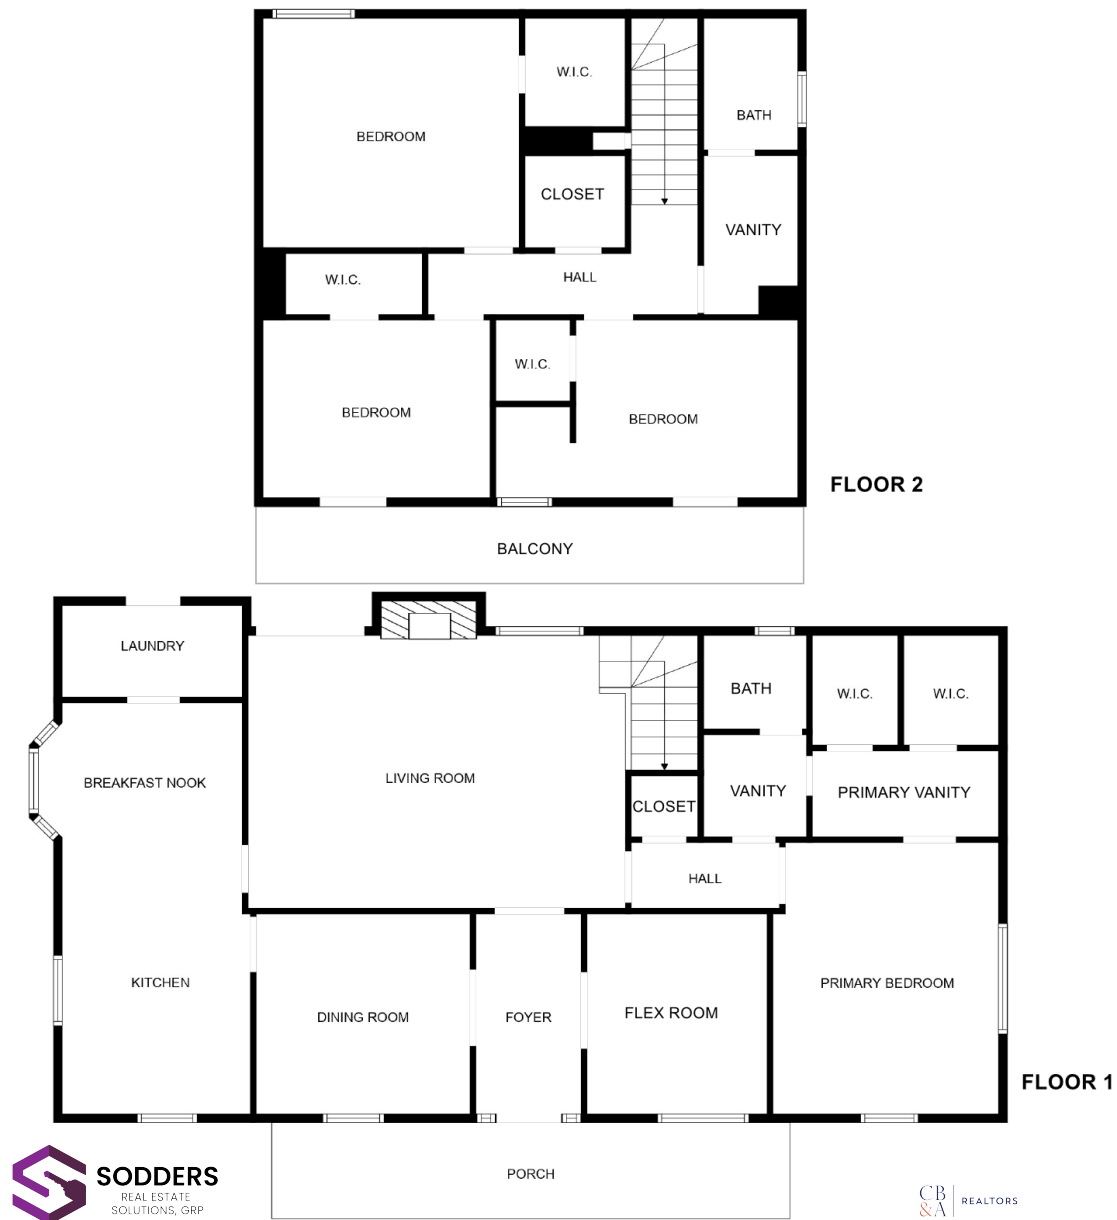 W.I.C.
BEDROOM
BATH
CLOSET
VANITY
W.I.C.
HALL
W.I.C.
BEDROOM
BEDROOM
FLOOR 2
BALCONY
LAUNDRY
BATH
W.I.C.
W.I.C.
BREAKFAST NOOK
LIVING ROOM
CLOSET
VANITY
PRIMARY VANITY
HALL
KITCHEN
DINING ROOM
FOYER
FLEX ROOM
PRIMARY BEDROOM
FLOOR 1
PORCH
SODDERS
REAL ESTATE
SOLUTIONS, GRP
CB
&A
REALTORS